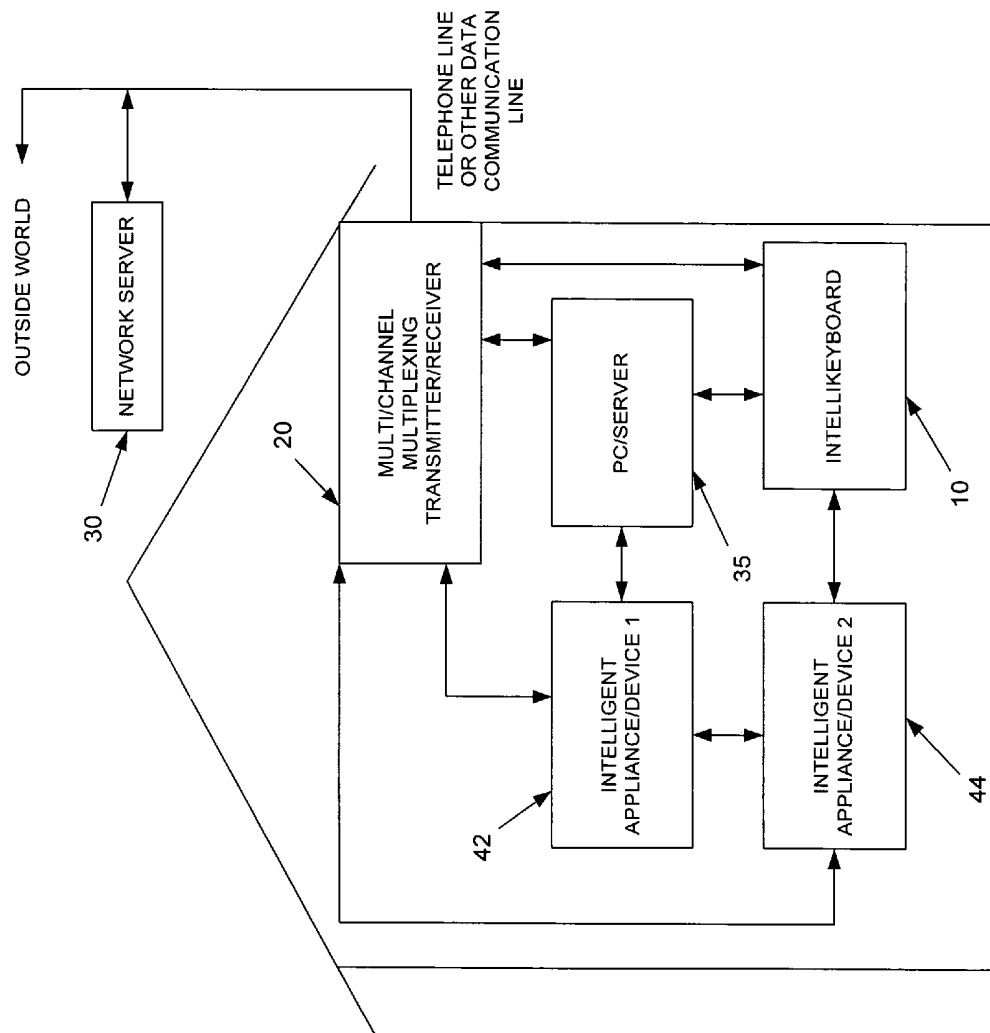 OUTSIDE WORLD
NETWORK SERVER
30
TELEPHONE LINE
OR OTHER DATA
COMMUNICATION
LINE
20
MULTI/CHANNEL
MULTIPLEXING
TRANSMITTER/RECEIVER
42
INTELLIGENT
APPLIANCE/DEVICE 1
PC/SERVER
35
INTELLIGENT
APPLIANCE/DEVICE 2
44
INTELLIKEYBOARD
10